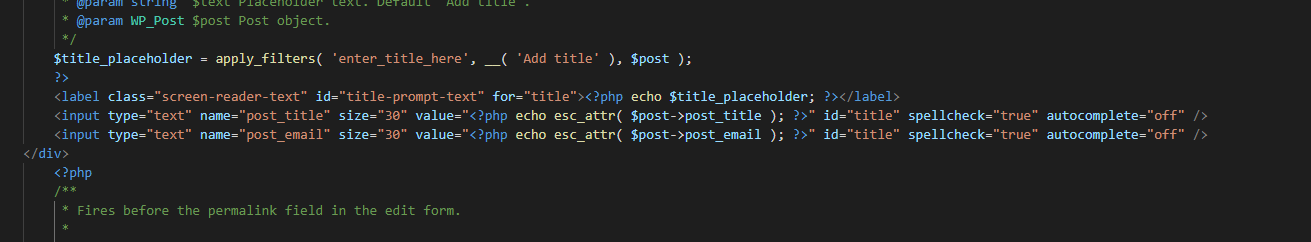 * @param string $text Placeholder text. Default 'Add title'.
* @param WP_Post $post Post object.
*/
$title_placeholder = apply_filters( 'enter_title_here', __( 'Add title' ), $post );
?>
<label class="screen-reader-text" id="title-prompt-text" for="title"><?php echo $title_placeholder; ?></label>
<input type="text" name="post_title" size="30" value="<?php echo esc_attr( $post->post_title ); ?>" id="title" spellcheck="true" autocomplete="off" />
<input type="text" name="post_email" size="30" value="<?php echo esc_attr( $post->post_email ); ?>" id="title" spellcheck="true" autocomplete="off" />
</div>
<?php
/**
* Fires before the permalink field in the edit form.
*